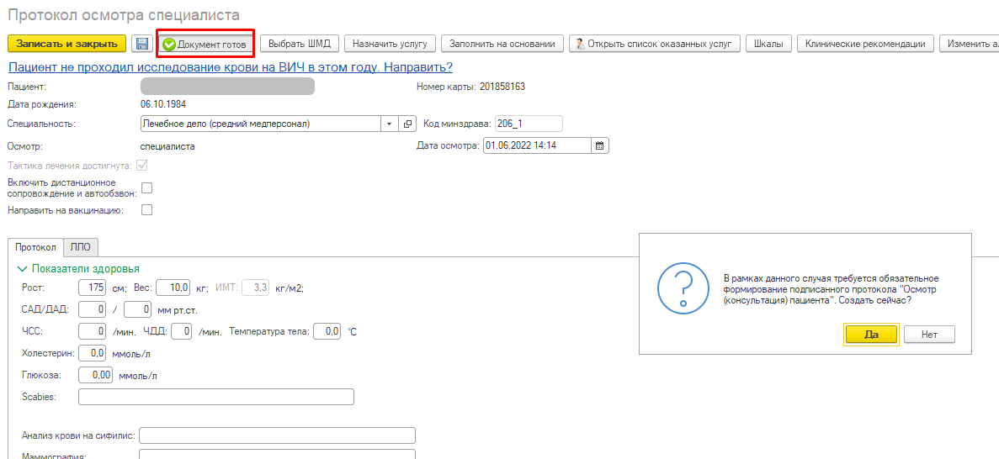 Протокол осмотра специалиста
Записать и закрыть Документ готов Выбрать ШМД Назначить услугу Заполнить на основании Открыть список оказанных услуг Шкалы Клинические рекомендации Изменить ал
Пациент не проходил исследование крови на ВИЧ в этом году. Направить?
Пациент: Номер карты: 201858163
Дата рождения: 06.10.1984
Специальность: Лечебное дело (средний медперсонал) Код минздрава: 206_1
Осмотр: специалиста Дата осмотра: 01.06.2022 14:14
Тактика лечения достигнута:
Включить дистанционное
сопровождение и автообзвон:
Направить на вакцинацию:
Протокол ЛЛО
Показатели здоровья
Рост: 175 см; Вес: 10,0 кг; ИМТ: 3,3 кг/м2;
САД/ДАД: 0 / 0 мм рт.ст.
ЧСС: 0 /мин. ЧДД: 0 /мин. Температура тела: 0,0 °C
Холестерин: 0,0 ммоль/л
Глюкоза: 0,00 ммоль/л
Scabies:
Анализ крови на сифилис:
Маммография:
В рамках данного случая требуется обязательное
формирование подписанного протокола "Осмотр
(консультация) пациента". Создать сейчас?
Да Нет